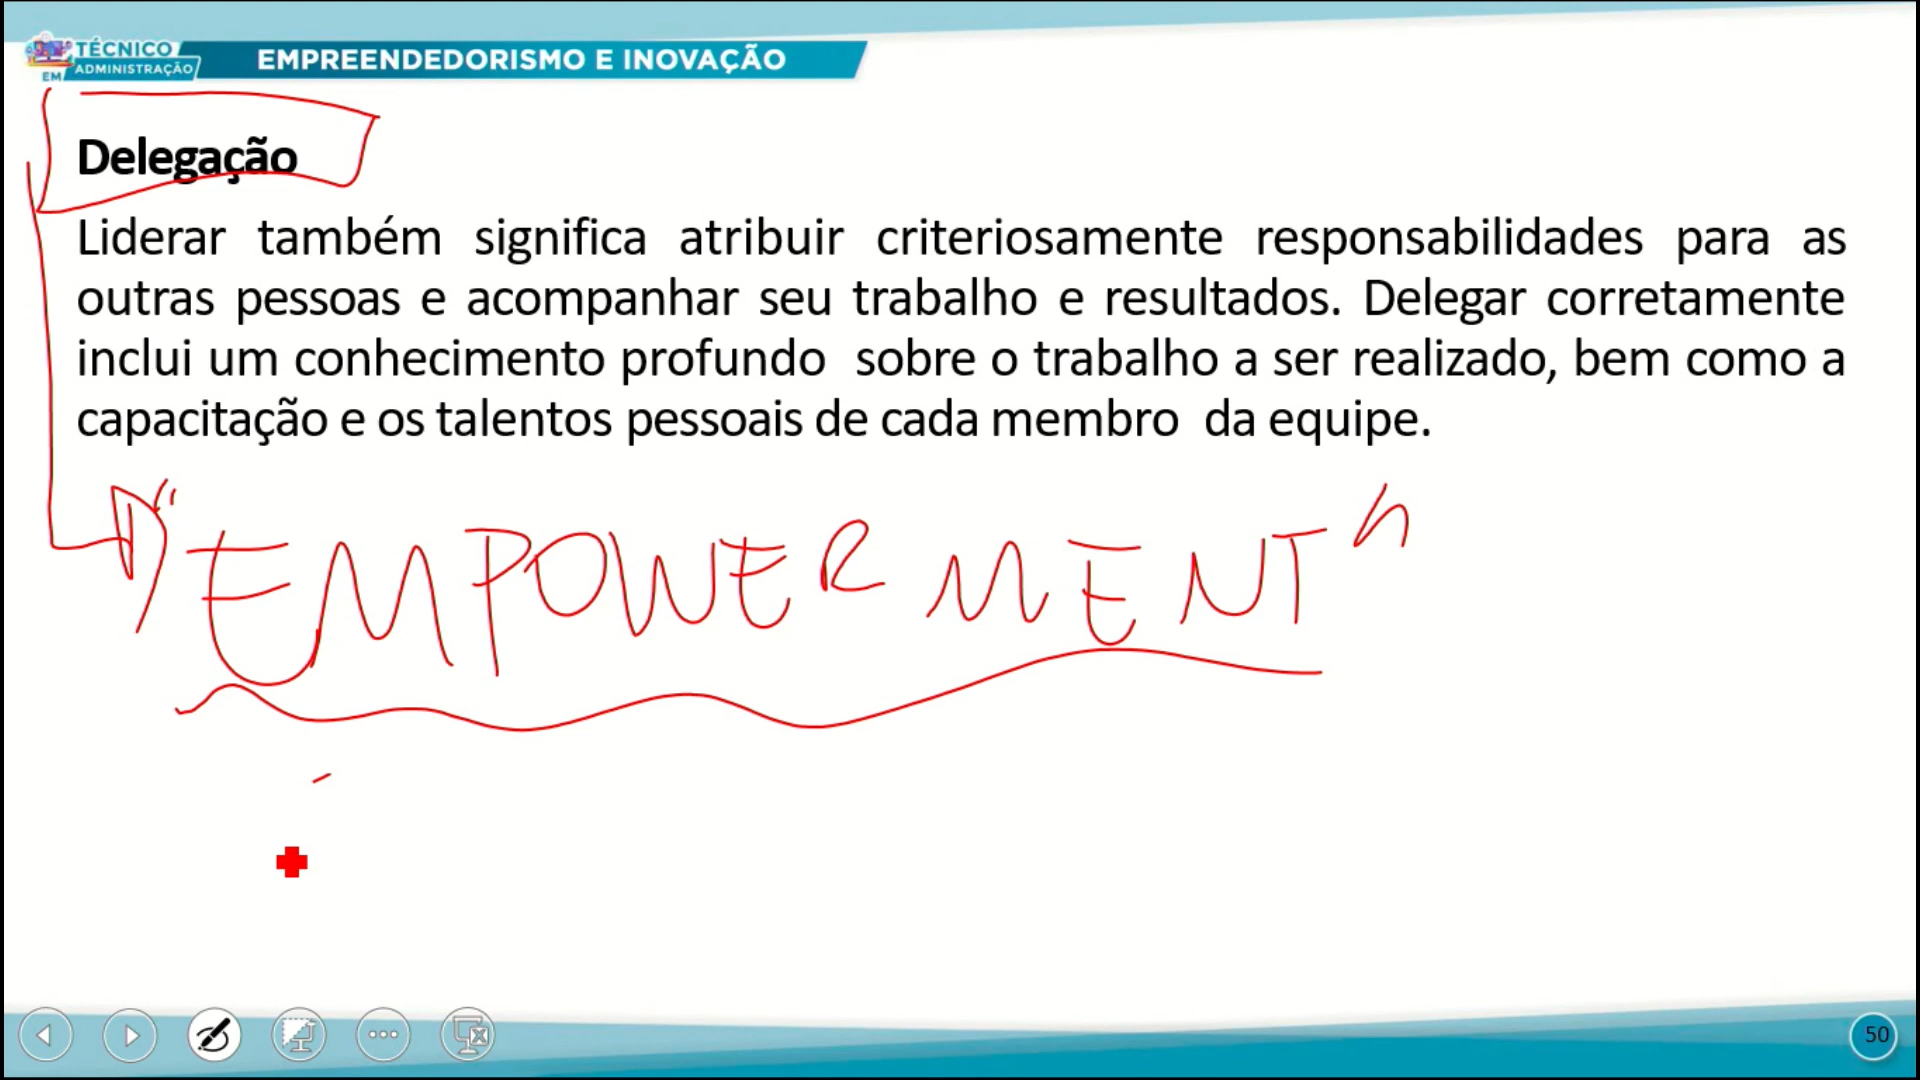 TÉCNICO
EM ADMINISTRAÇÃO
EMPREENDEDORISMO E INOVAÇÃO
Delegação
Liderar também significa atribuir criteriosamente responsabilidades para as
outras pessoas e acompanhar seu trabalho e resultados. Delegar corretamente
inclui um conhecimento profundo sobre o trabalho a ser realizado, bem como a
capacitação e os talentos pessoais de cada membro da equipe.
"EMPOWERMENT"
50